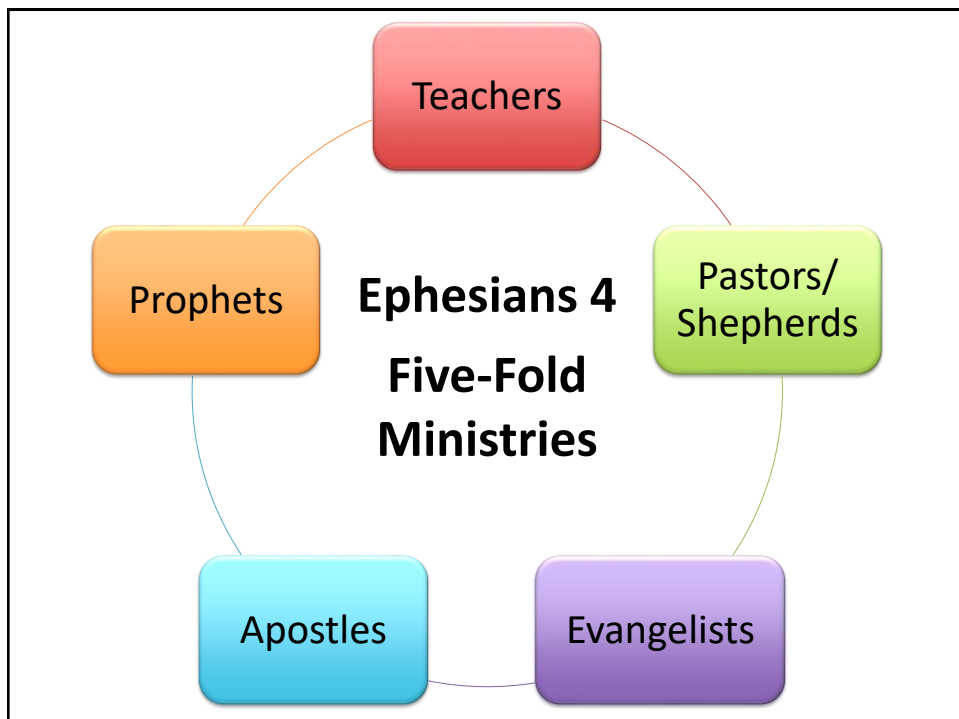 Teachers
Prophets
Ephesians 4
Five-Fold
Ministries
Pastors/
Shepherds
Apostles
Evangelists